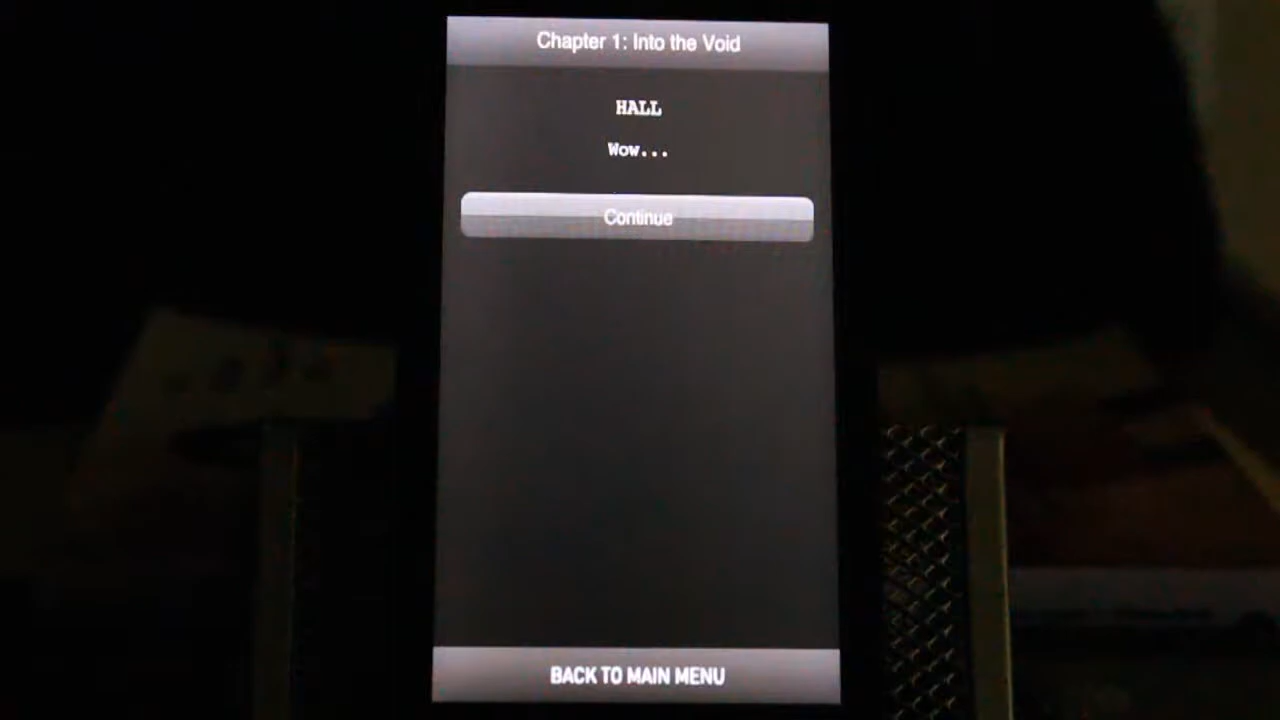 Chapter 1: Into the Void
HALL
Wow...
Continue
BACK TO MAIN MENU